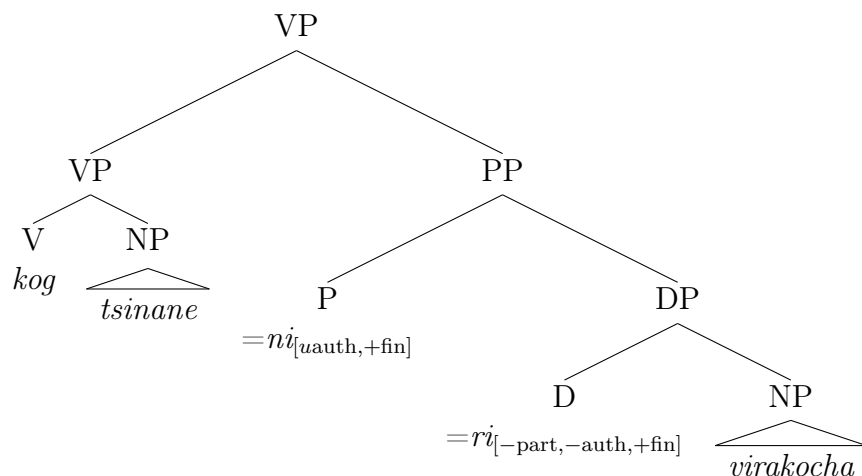 VP
VP PP
V NP P DP
kog tsinane =ni[uauth,+fin] D NP
=ri[−part,−auth,+fin] virakocha